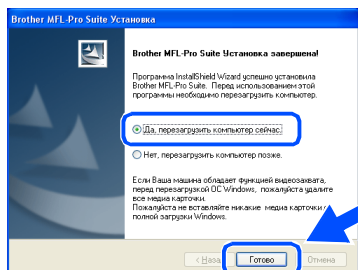 Brother MFL-Pro Suite Установка
Brother MFL-Pro Suite Установка завершена!
Программа InstallShield Wizard успешно установила
Brother MFL-Pro Suite. Перед использованием этой
программы необходимо перезагрузить компьютер.
Да, перезагрузить компьютер сейчас.
Нет, перезагрузить компьютер позже.
Если Ваша машина обладает функцией видеозахвата,
перед перезагрузкой ОС Windows, пожалуйста удалите
все медиа карточки.
Пожалуйста не вставляйте никакие медиа карточки
полной загрузки Windows.
Готово
Отмена